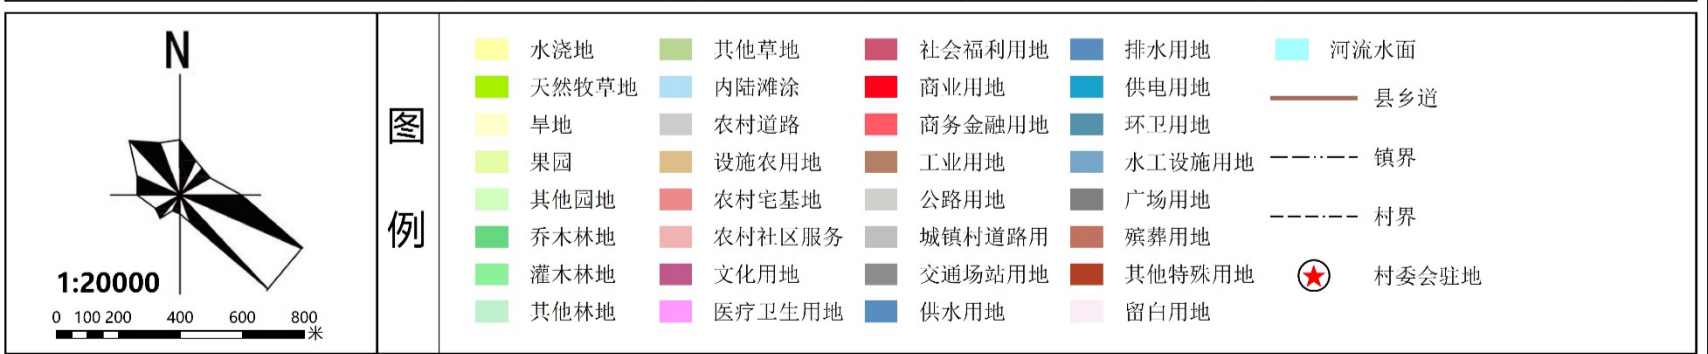 N
1:20000
0 100 200 400 600 800
米
图
例
水浇地
天然牧草地
旱地
果园
其他园地
乔木林地
灌木林地
其他林地
其他草地
内陆滩涂
农村道路
设施农用地
农村宅基地
农村社区服务
文化用地
医疗卫生用地
社会福利用地
商业用地
商务金融用地
工业用地
公路用地
城镇村道路用
交通场站用地
供水用地
排水用地
供电用地
环卫用地
水工设施用地
广场用地
殡葬用地
其他特殊用地
留白用地
河流水面
县乡道
镇界
村界
村委会驻地